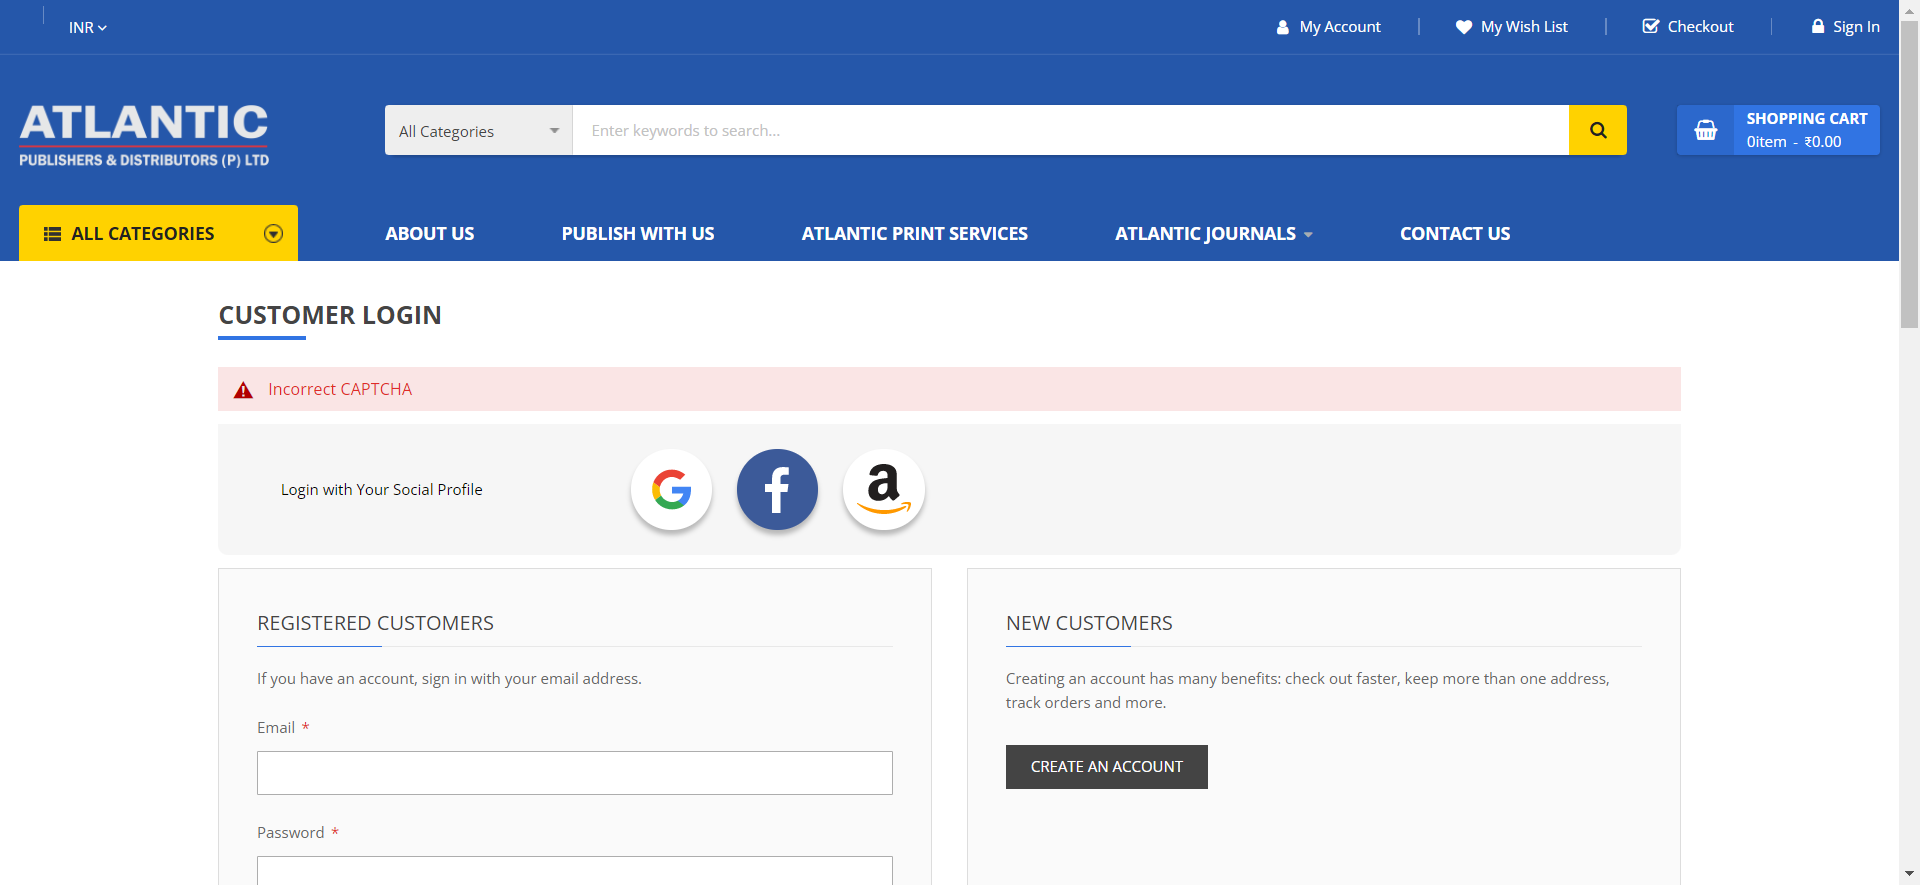 INR
My Account
My Wish List
Checkout
Sign In
ATLANTIC
PUBLISHERS & DISTRIBUTORS (P) LTD
All Categories
Enter keywords to search...
SHOPPING CART
0item - ₹0.00
ALL CATEGORIES
ABOUT US
PUBLISH WITH US
ATLANTIC PRINT SERVICES
ATLANTIC JOURNALS
CONTACT US
CUSTOMER LOGIN
Incorrect CAPTCHA
Login with Your Social Profile
REGISTERED CUSTOMERS
If you have an account, sign in with your email address.
Email *
Password *
NEW CUSTOMERS
Creating an account has many benefits: check out faster, keep more than one address,
track orders and more.
CREATE AN ACCOUNT